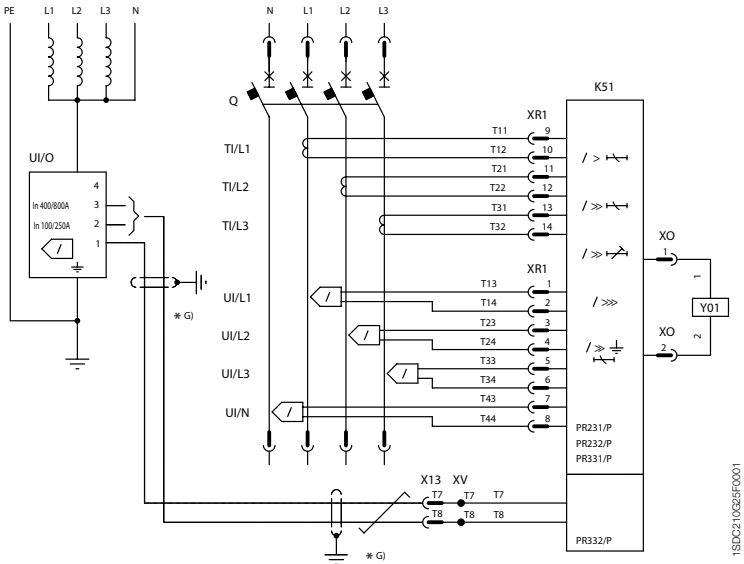 PE L1 L2 L3 N
N L1 L2 L3
K51
Q
XR1
UI/O
TI/L1
T11 9
T12 10
TI/L2
T21 11
T22 12
TI/L3
T31 13
T32 14
4
In 400/800A 3
In 100/250A 2
1
XO
1
1
Y01
2
XO
2
XR1
UI/L1
T13 1
T14 2
UI/L2
T23 3
T24 4
UI/L3
T33 5
T34 6
UI/N
T43 7
T44 8
* G)
PR231/P
PR232/P
PR331/P
X13 XV
T7 T7 T7
T8 T8 T8
PR332/P
* G)
1SDC210G25F0001